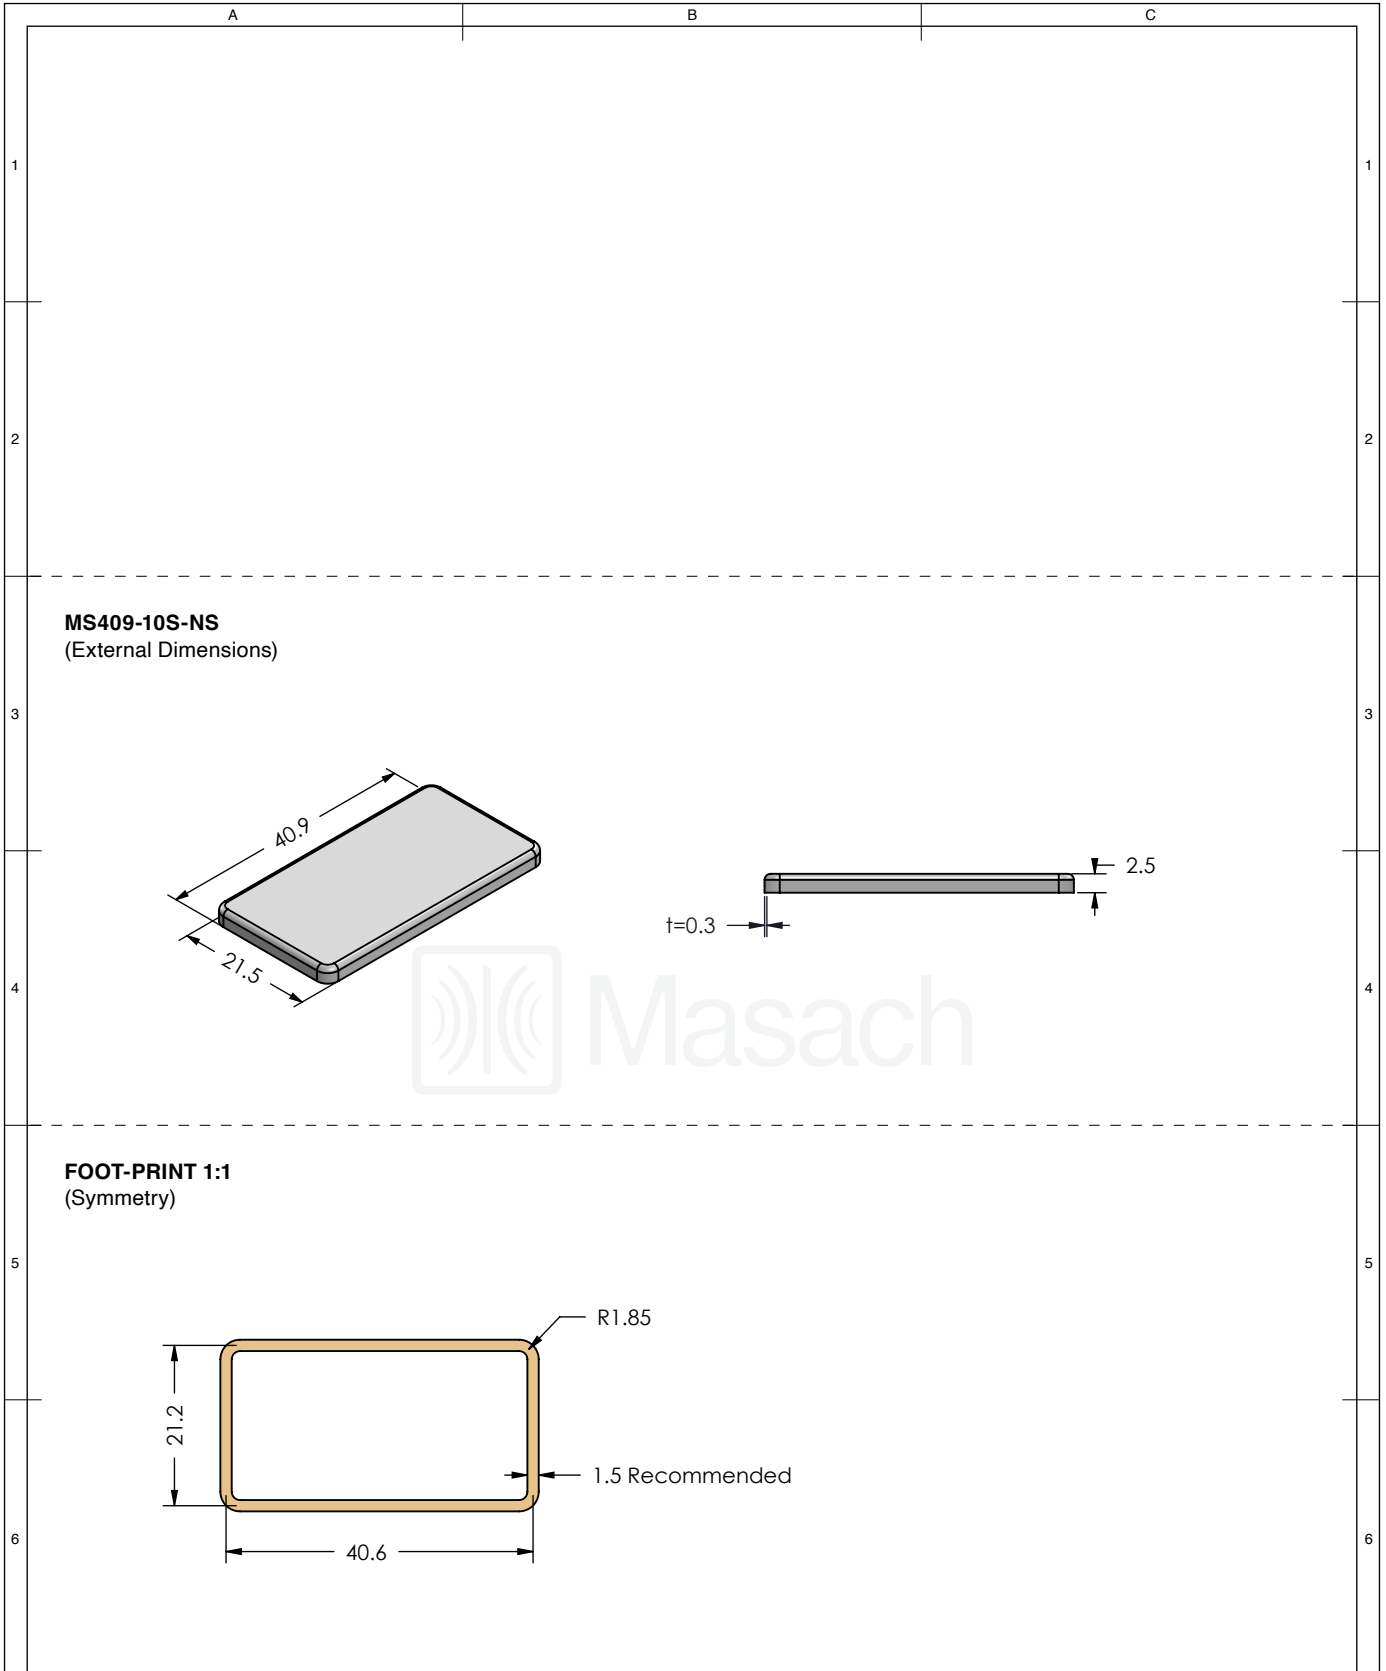 A
B
C
1
1
2
2
MS409-10S-NS
(External Dimensions)
3
3
40.9
21.5
2.5
t=0.3
4
4
Masach
FOOT-PRINT 1:1
(Symmetry)
5
5
R1.85
21.2
1.5 Recommended
40.6
6
6